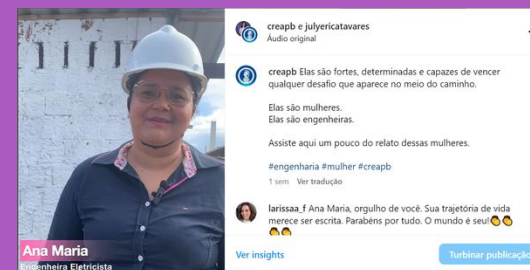 creapb e julyericatavares
Áudio original
creapb Elas são fortes, determinadas e capazes de vencer
qualquer desafio que aparece no meio do caminho.
Elas são mulheres.
Elas são engenheiras.
Assiste aqui um pouco do relato dessas mulheres.
#engenharia #mulher #creapb
1 sem Ver tradução
larissaa_f Ana Maria, orgulho de você. Sua trajetória de vida
merece ser escrita. Parabéns por tudo. O mundo é seu!👏👏
👏👏
Ana Maria
Engenheira Eletricista
Ver insights
Turbinar publicação